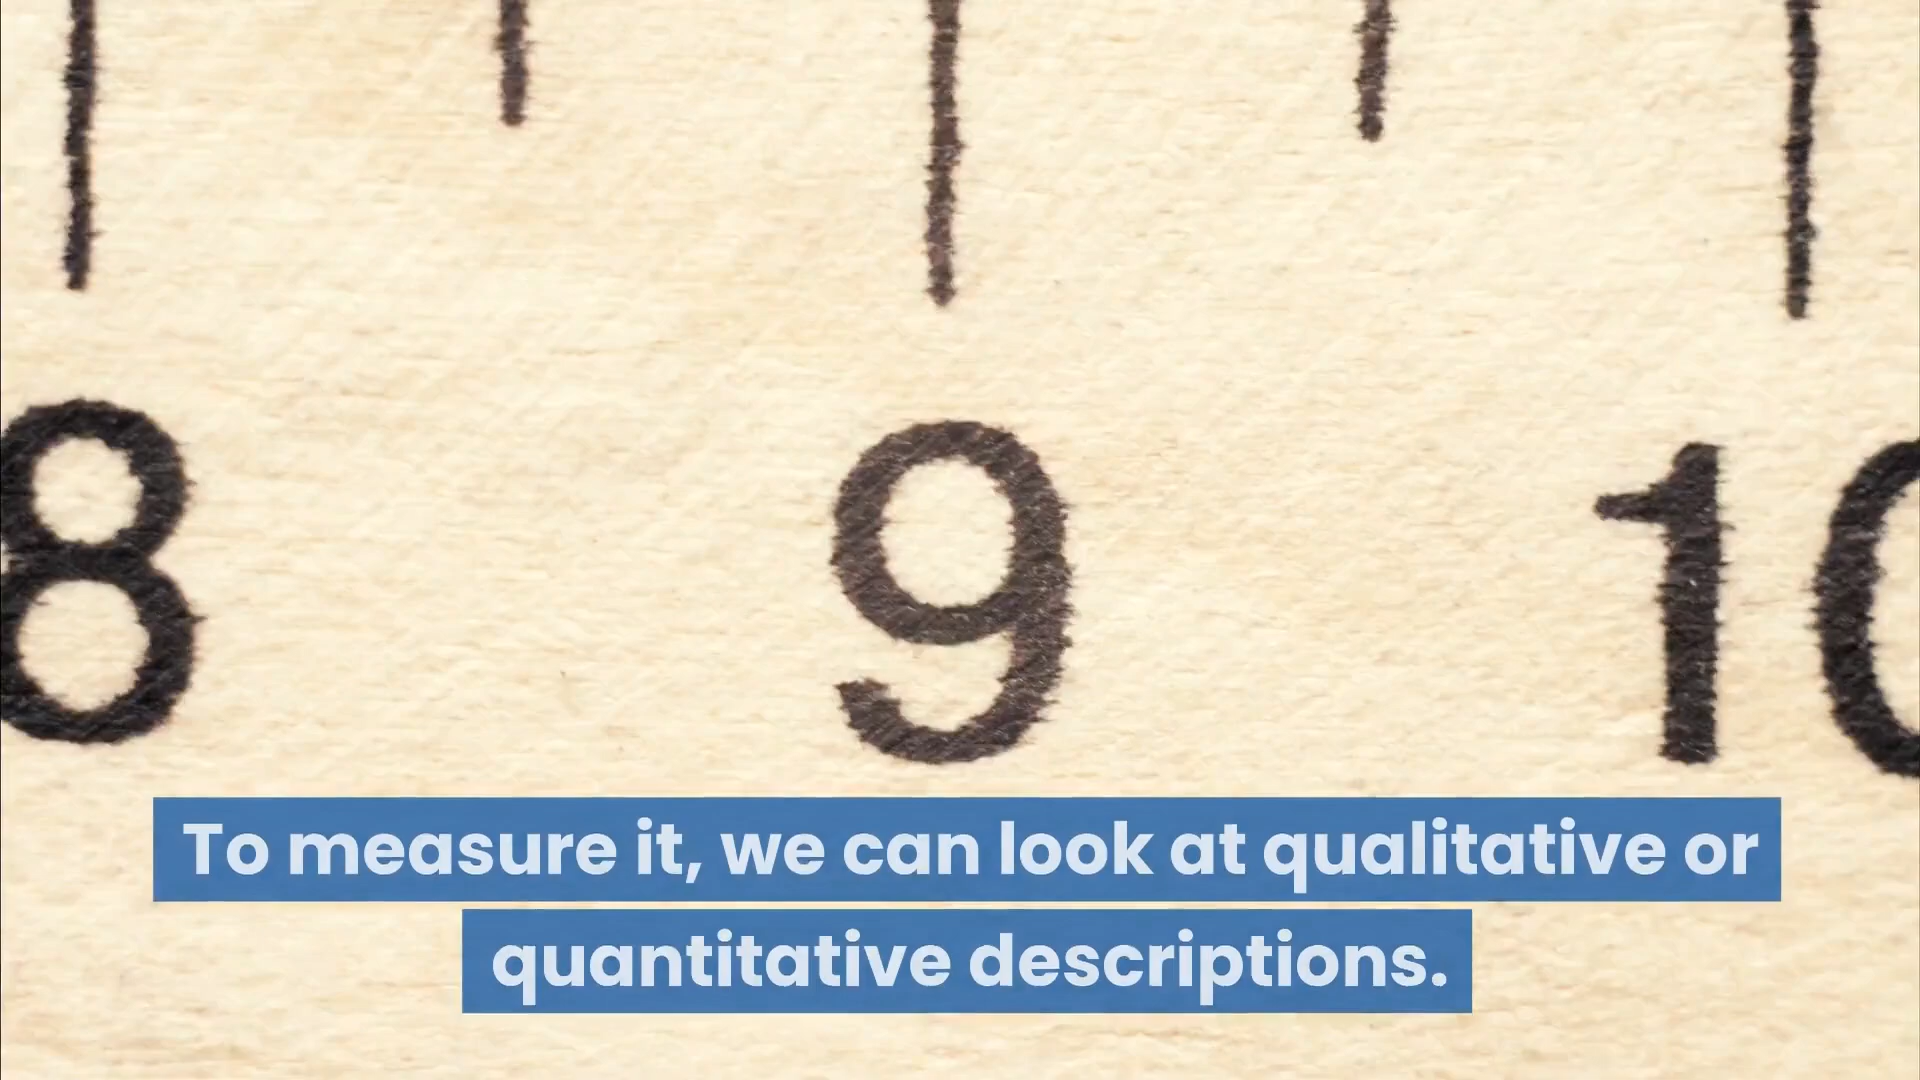 8 9 10
To measure it, we can look at qualitative or
quantitative descriptions.